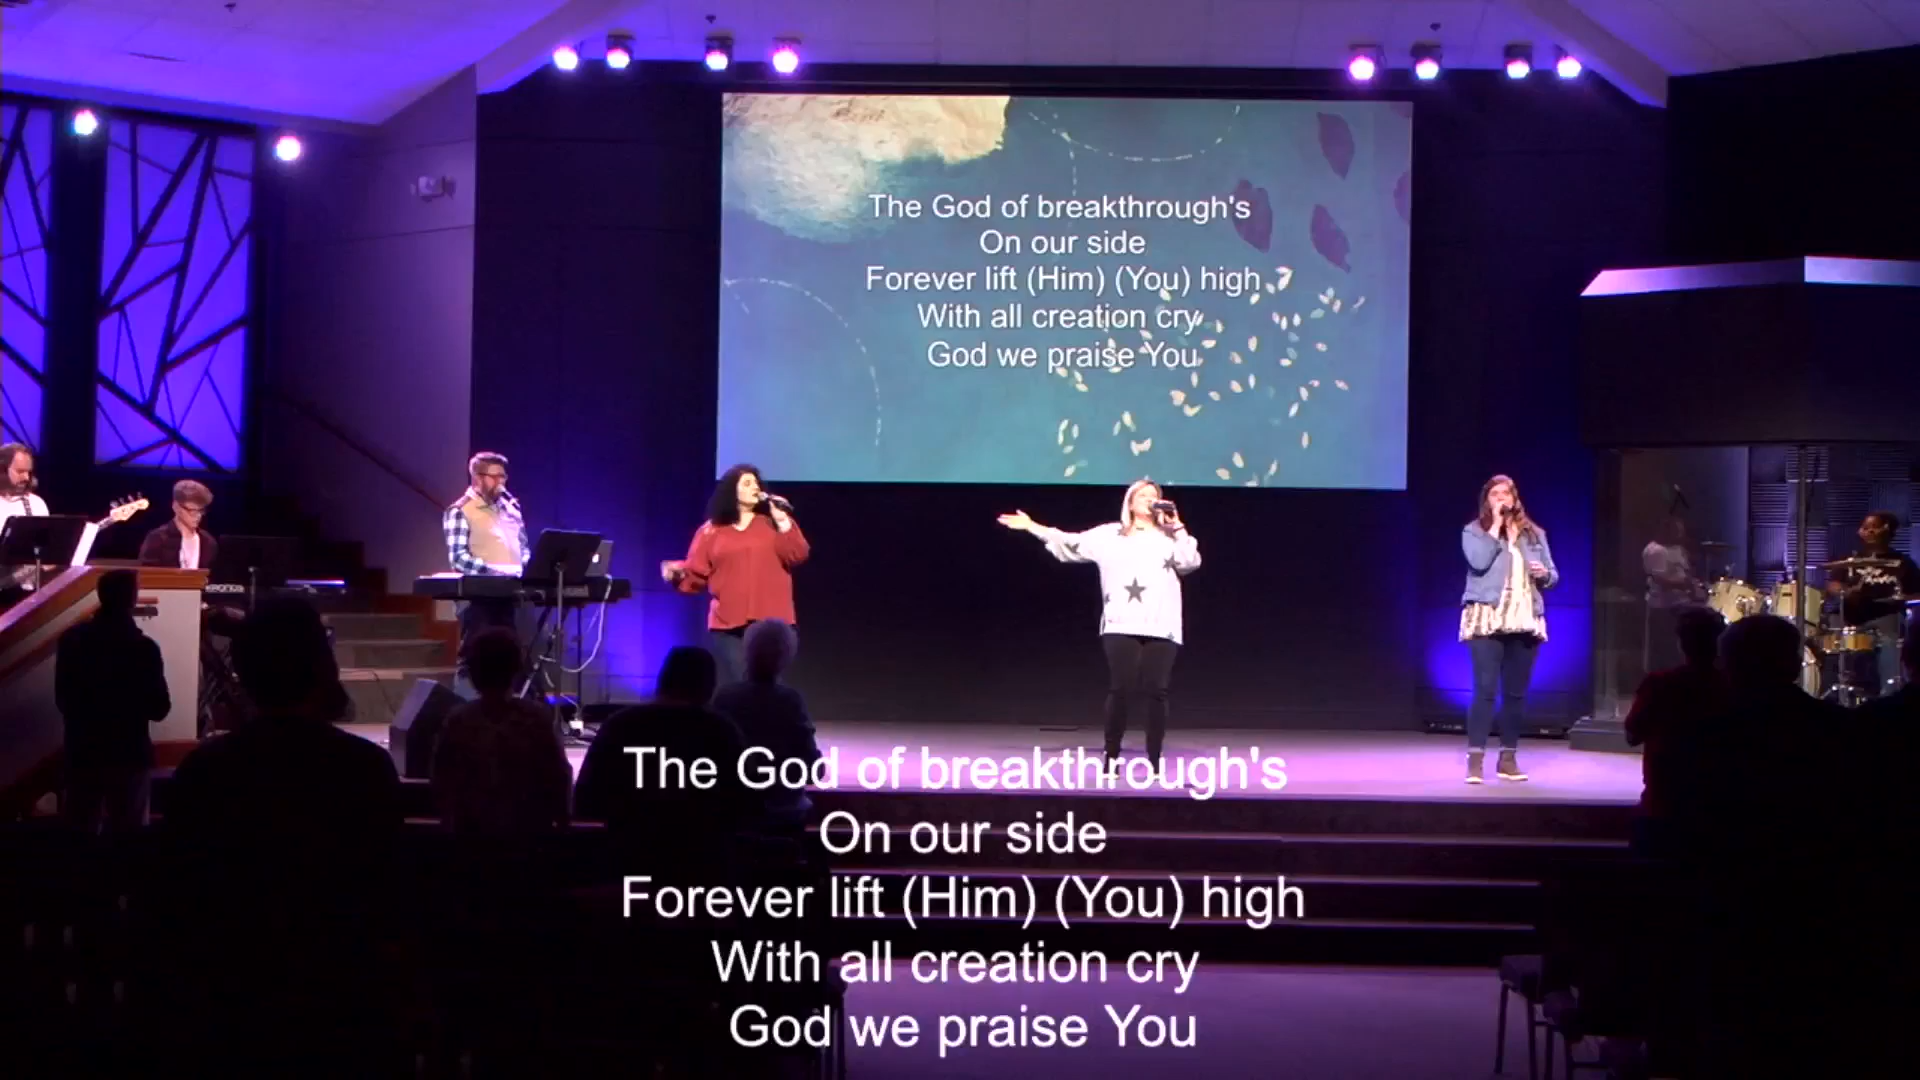 The God of breakthrough's
On our side
Forever lift (Him) (You) high
With all creation cry
God we praise You
KRONOS
The God of breakthrough's
On our side
Forever lift (Him) (You) high
With all creation cry
God we praise You